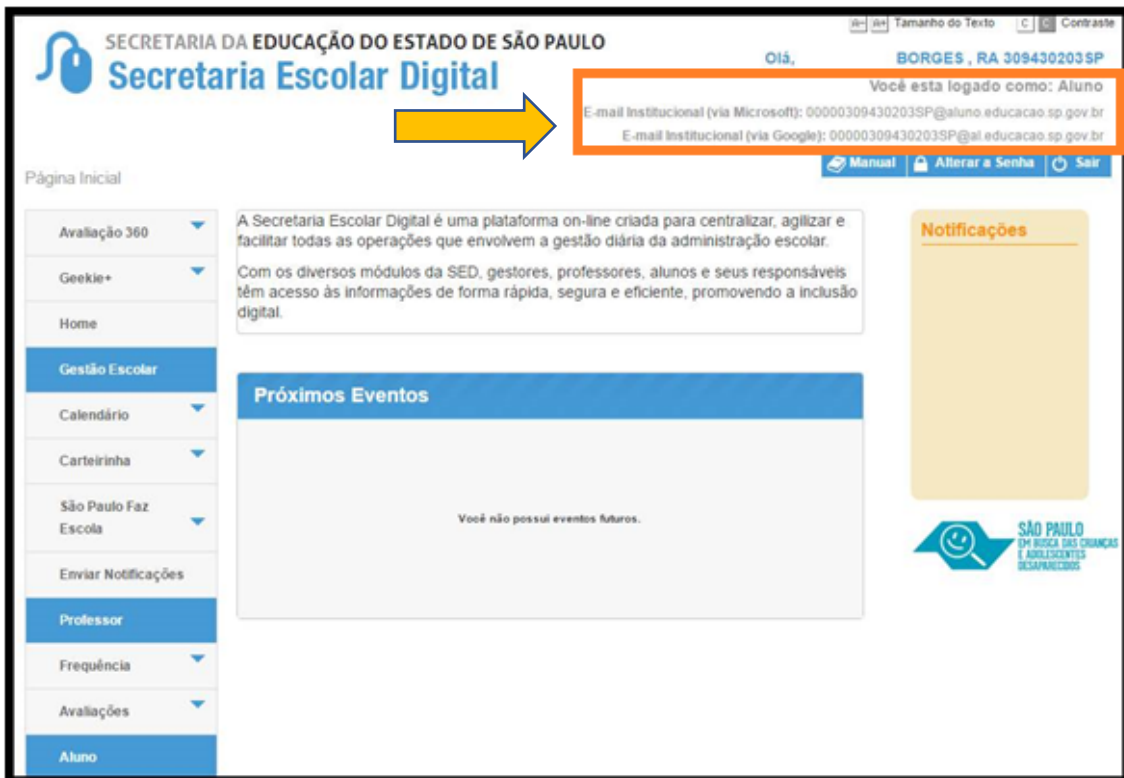 A- A+ Tamanho do Texto C C Contraste
SECRETARIA DA EDUCAÇÃO DO ESTADO DE SÃO PAULO
Secretaria Escolar Digital
Olá, BORGES , RA 309430203SP
Você esta logado como: Aluno
E-mail Institucional (via Microsoft): 00000309430203SP@aluno.educacao.sp.gov.br
E-mail Institucional (via Google): 00000309430203SP@al.educacao.sp.gov.br
Manual Alterar a Senha Sair
Página Inicial
Avaliação 360
Geekie+
Home
Gestão Escolar
Calendário
Carteirinha
São Paulo Faz
Escola
Enviar Notificações
Professor
Frequência
Avaliações
Aluno
A Secretaria Escolar Digital é uma plataforma on-line criada para centralizar, agilizar e
facilitar todas as operações que envolvem a gestão diária da administração escolar.
Com os diversos módulos da SED, gestores, professores, alunos e seus responsáveis
têm acesso às informações de forma rápida, segura e eficiente, promovendo a inclusão
digital.
Próximos Eventos
Você não possui eventos futuros.
Notificações
SÃO PAULO
EM BUSCA DAS CRIANÇAS
E ADOLESCENTES
DESAPARECIDOS